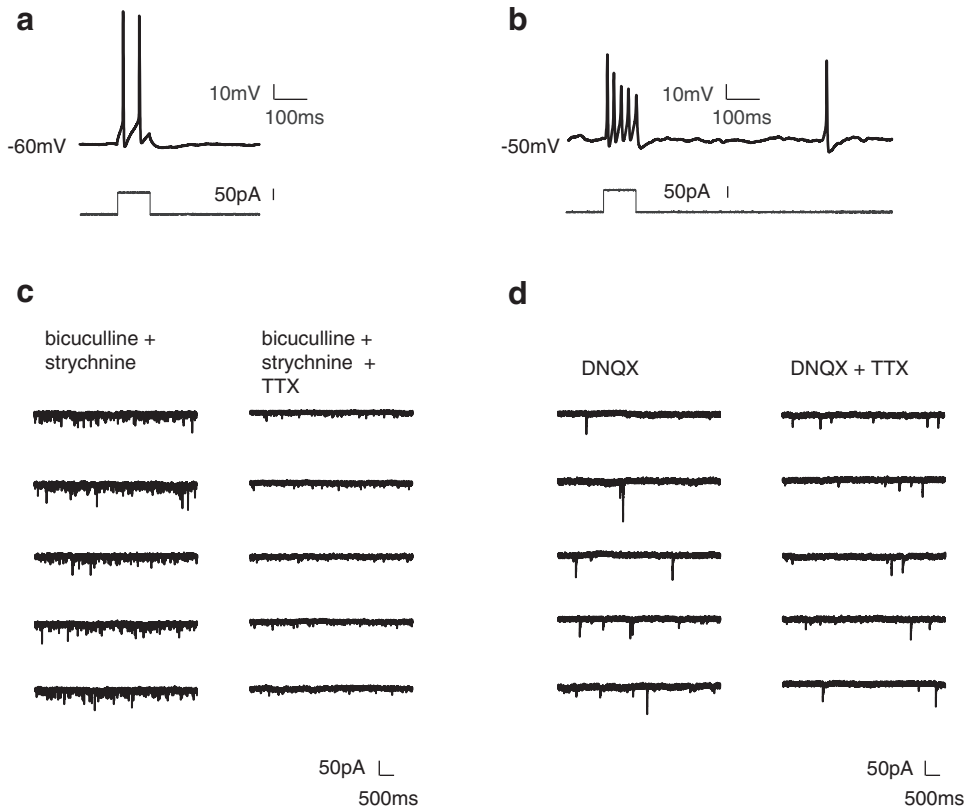 a
10mV
100ms
-60mV
50pA
b
10mV
100ms
-50mV
50pA
c
bicuculline +
strychnine
bicuculline +
strychnine +
TTX
50pA
500ms
d
DNQX
DNQX + TTX
50pA
500ms